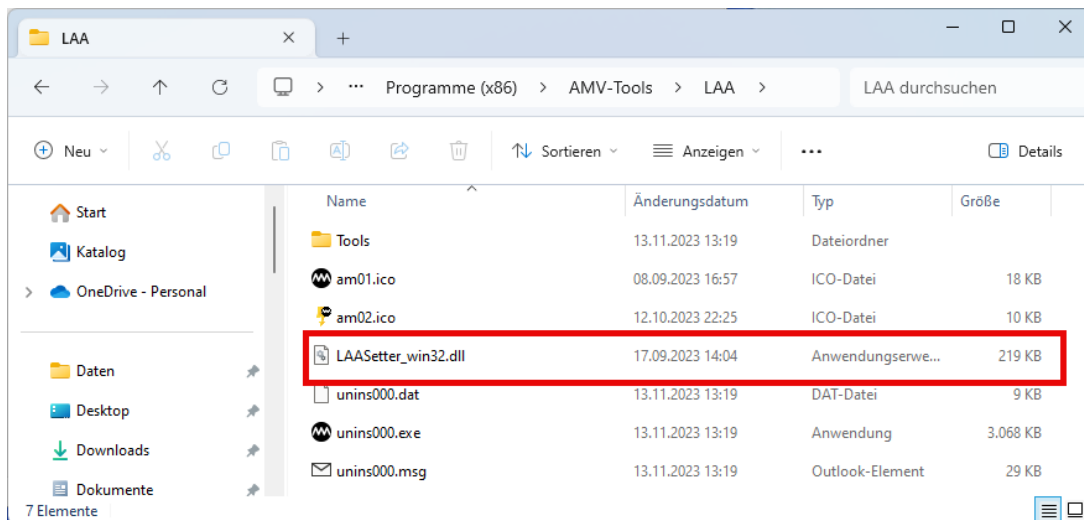 LAA
Programme (x86) > AMV-Tools > LAA >
LAA durchsuchen
Neu
Sortieren
Anzeigen
Details
Name Änderungsdatum Typ Größe
Start
Katalog
OneDrive - Personal
Daten
Desktop
Downloads
Dokumente
Tools 13.11.2023 13:19 Dateiordner
am01.ico 08.09.2023 16:57 ICO-Datei 18 KB
am02.ico 12.10.2023 22:25 ICO-Datei 10 KB
LAASetter_win32.dll 17.09.2023 14:04 Anwendungserwe... 219 KB
unins000.dat 13.11.2023 13:19 DAT-Datei 9 KB
unins000.exe 13.11.2023 13:19 Anwendung 3.068 KB
unins000.msg 13.11.2023 13:19 Outlook-Element 29 KB
7 Elemente